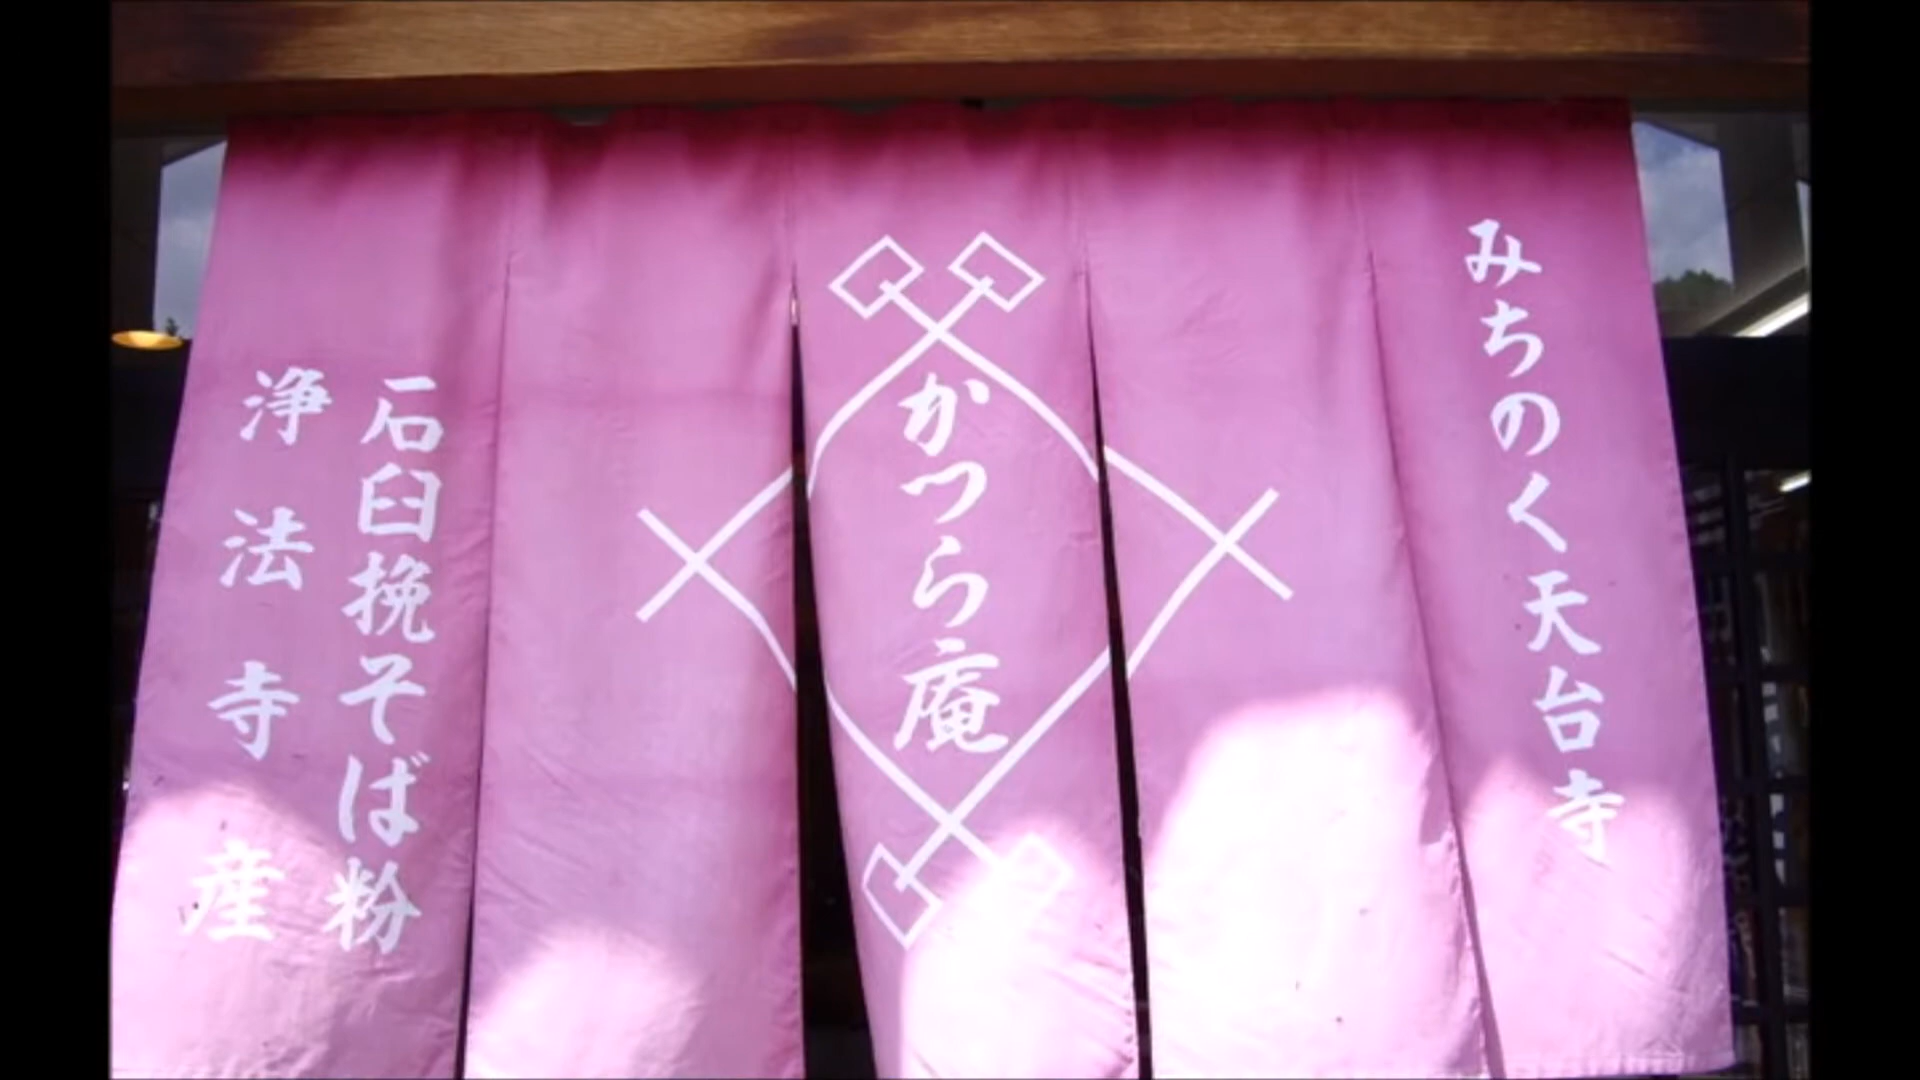 みちのく天台寺
かつら庵
石臼挽そば粉
浄法寺産